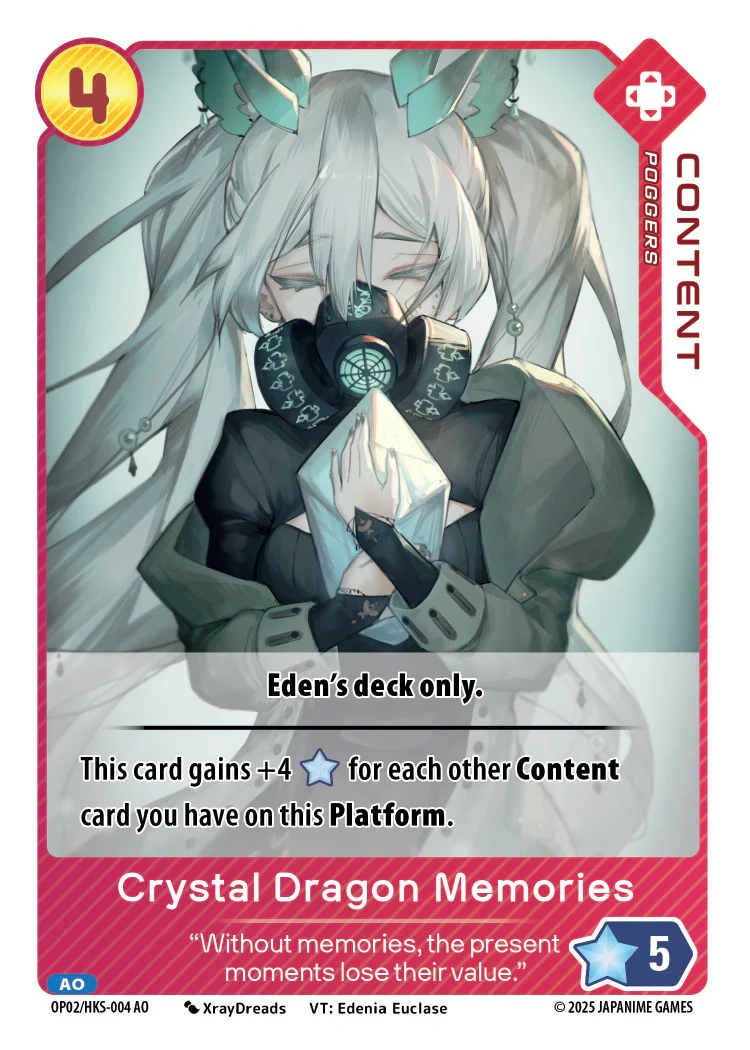 4
CONTENT
POGGERS
Eden's deck only.
This card gains +4 for each other Content
card you have on this Platform.
Crystal Dragon Memories
“Without memories, the present
moments lose their value.”
5
AO
OP02/HKS-004 AO
XrayDreads
VT: Edenia Euclase
© 2025 JAPANIME GAMES